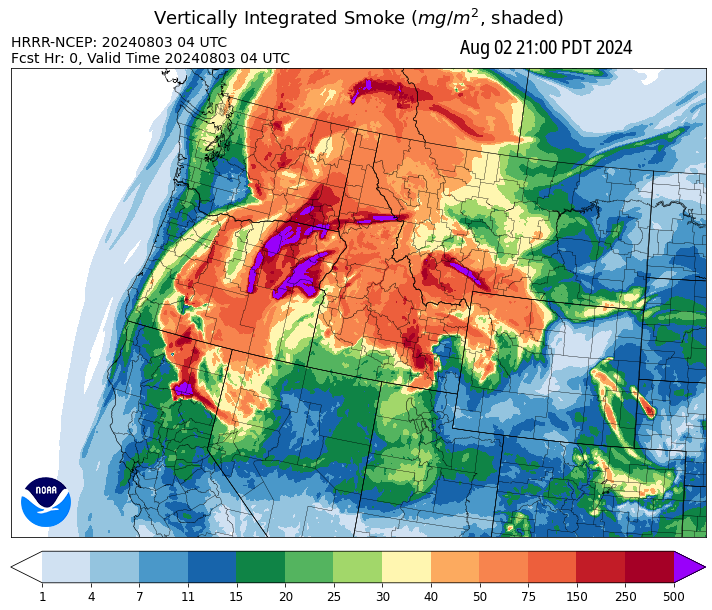 Vertically Integrated Smoke (mg/m², shaded)
HRRR-NCEP: 20240803 04 UTC
Fcst Hr: 0, Valid Time 20240803 04 UTC
Aug 02 21:00 PDT 2024
NOAA
1 4 7 11 15 20 25 30 40 50 75 150 250 500